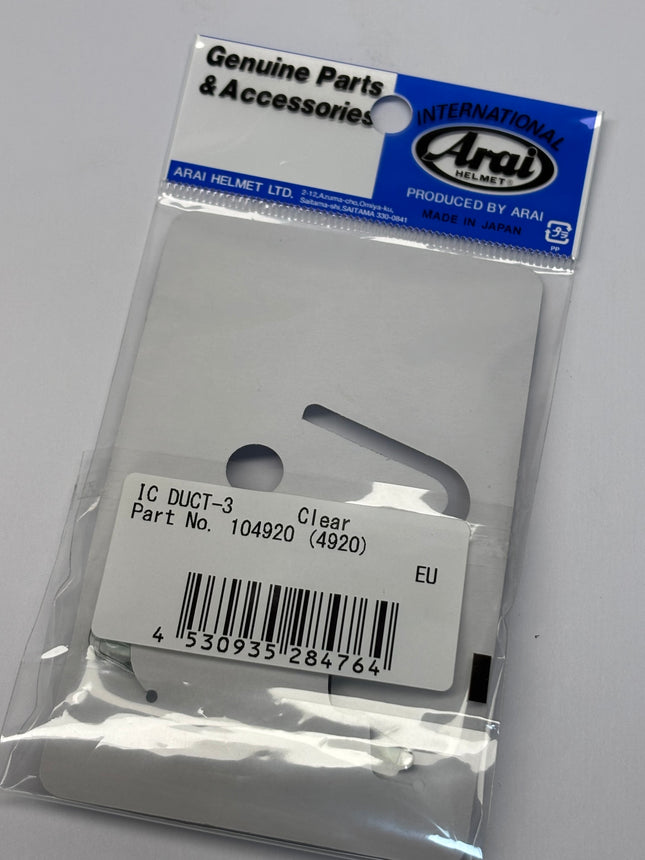 Genuine Parts
& Accessories
INTERNATIONAL
Arai
HELMET®
PRODUCED BY ARAI
MADE IN JAPAN
ARAI HELMET LTD.
2-12,Azuma-cho,Omiya-ku,
Saitama-shi,SAITAMA 330-0841
PP
IC DUCT-3 Clear
Part No. 104920 (4920)
EU
4 530935 284764